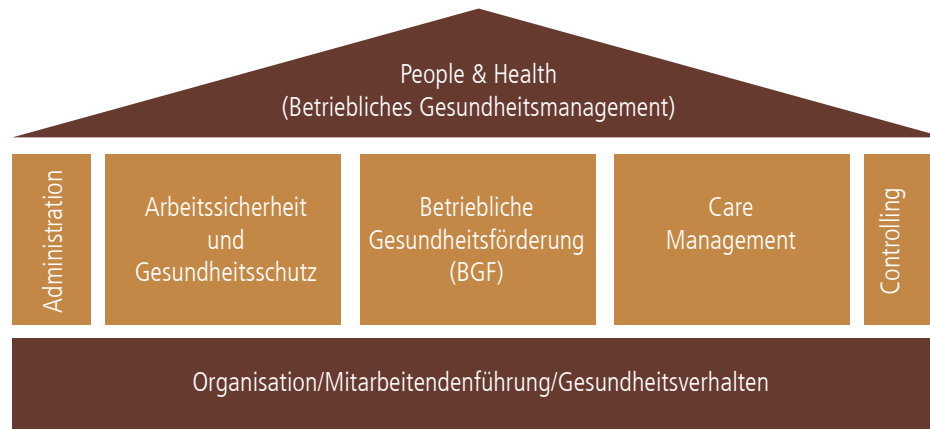 People & Health
(Betriebliches Gesundheitsmanagement)
Administration
Arbeitssicherheit
und
Gesundheitsschutz
Betriebliche
Gesundheitsförderung
(BGF)
Care
Management
Controlling
Organisation/Mitarbeitendenführung/Gesundheitsverhalten